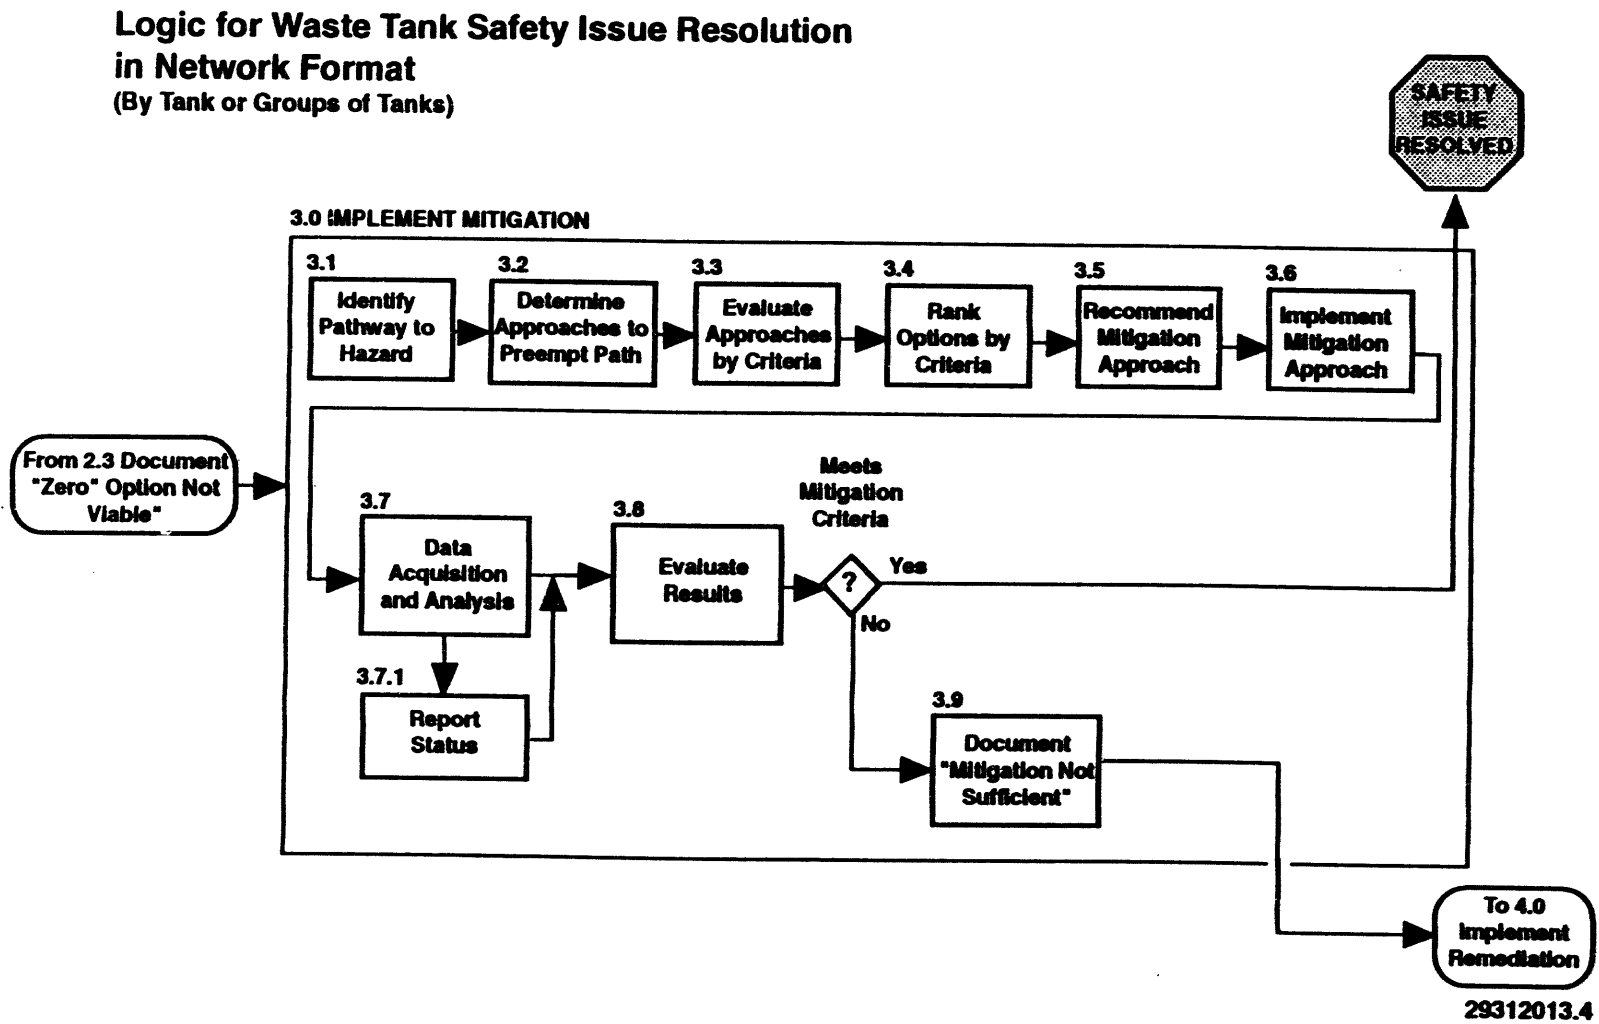 Logic for Waste Tank Safety Issue Resolution
in Network Format
(By Tank or Groups of Tanks)
SAFETY
ISSUE
RESOLVED
3.0 IMPLEMENT MITIGATION
3.1
Identify
Pathway to
Hazard
3.2
Determine
Approaches to
Preempt Path
3.3
Evaluate
Approaches
by Criteria
3.4
Rank
Options by
Criteria
3.5
Recommend
Mitigation
Approach
3.6
Implement
Mitigation
Approach
From 2.3 Document
"Zero" Option Not
Viable"
3.7
Data
Acquisition
and Analysis
3.7.1
Report
Status
3.8
Evaluate
Results
Meets
Mitigation
Criteria
?
Yes
No
3.9
Document
"Mitigation Not
Sufficient"
To 4.0
Implement
Remediation
29312013.4